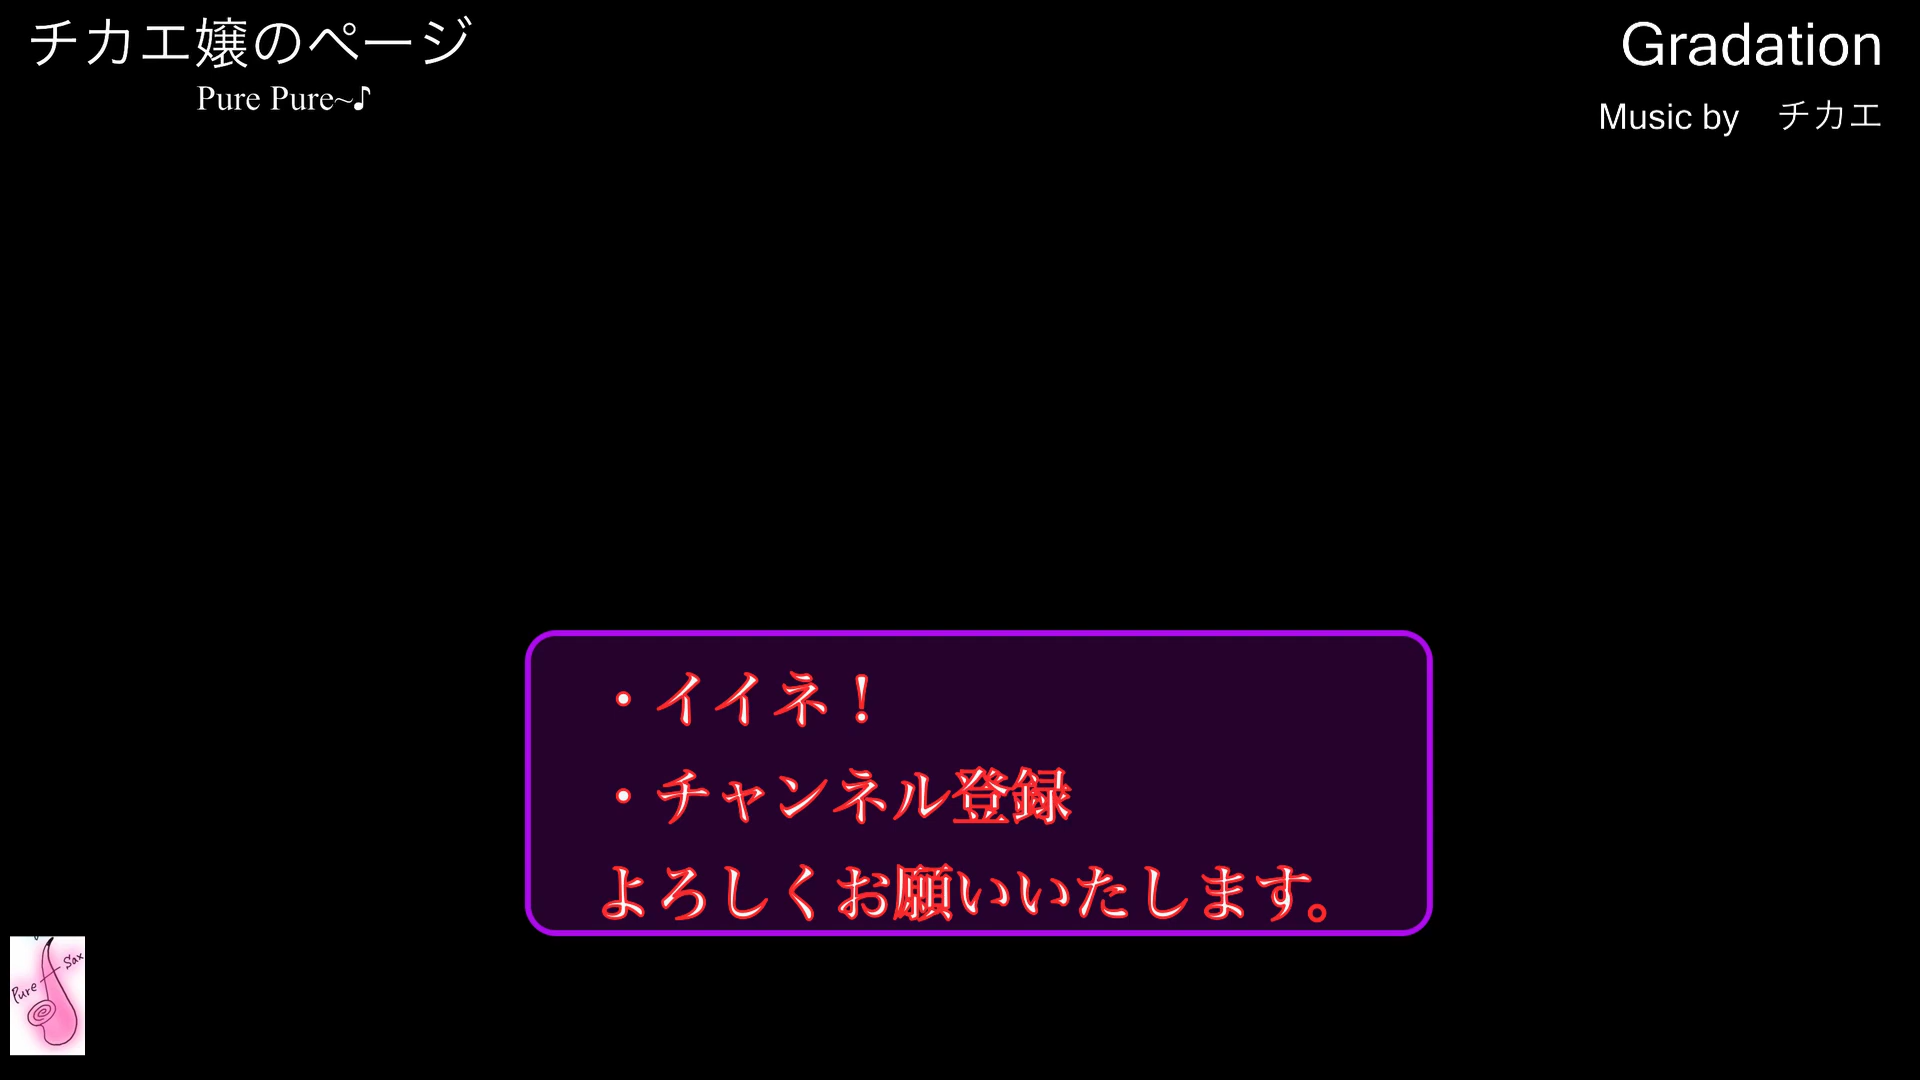 チカエ嬢のページ
Pure Pure~♪
Gradation
Music by　チカエ
・イイネ！
・チャンネル登録
よろしくお願いいたします。
Pure Sax